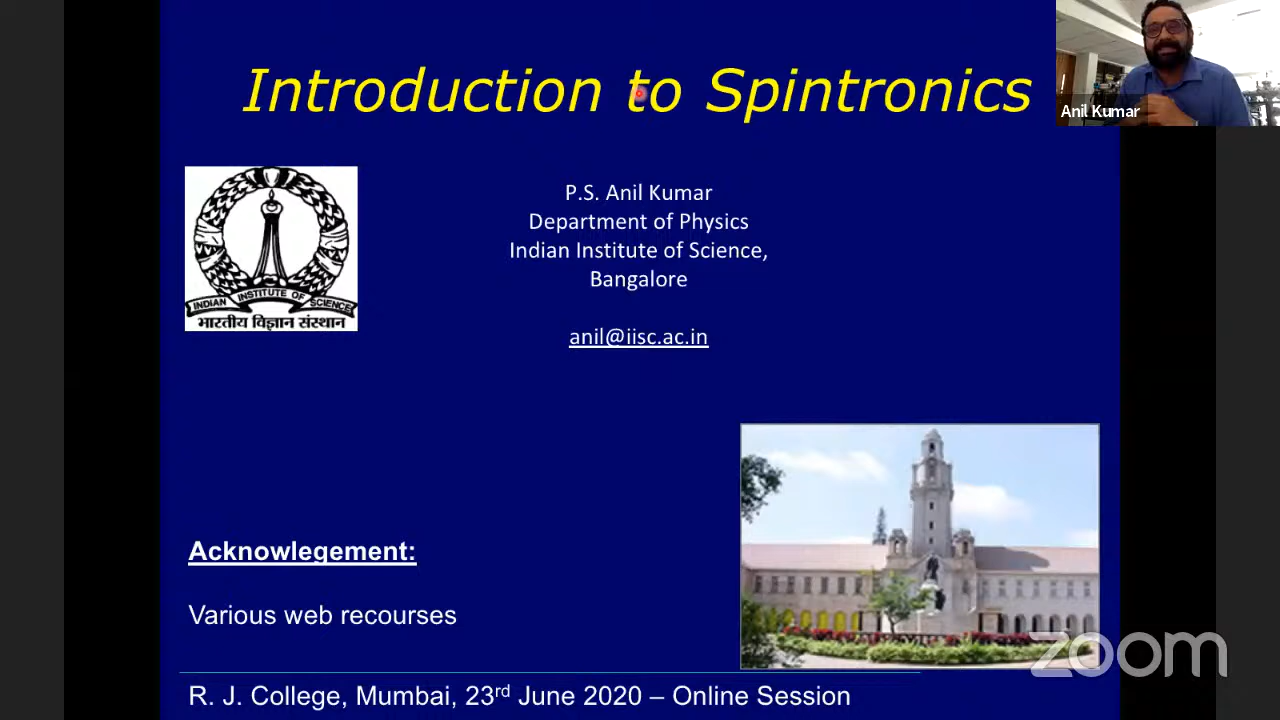 Introduction to Spintronics
Anil Kumar
INDIAN INSTITUTE OF SCIENCE
भारतीय विज्ञान संस्थान
P.S. Anil Kumar
Department of Physics
Indian Institute of Science,
Bangalore
anil@iisc.ac.in
Acknowlegement:
Various web recourses
zoom
R. J. College, Mumbai, 23rd June 2020 – Online Session